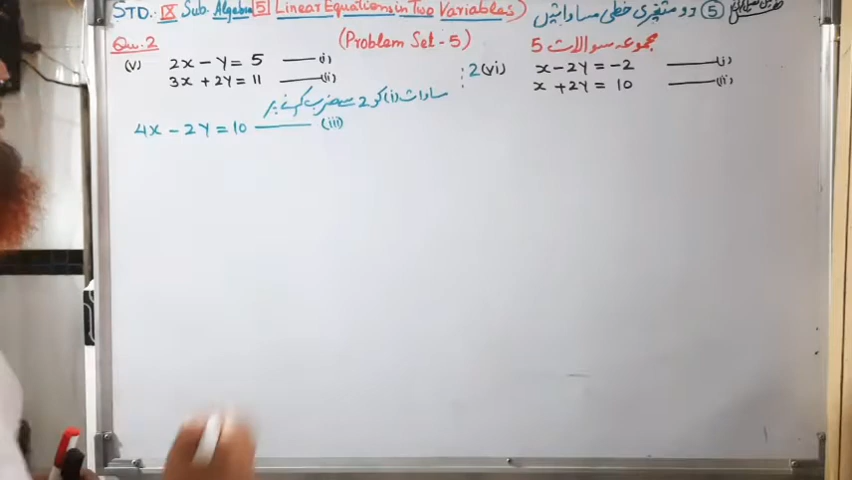 STD. IX Sub. Algebra 5 Linear Equations in Two Variables) دو متغیری خطی مساواتیں 5
Qu.2 (Problem Set - 5) مجموعہ سوالات 5
(v) 2x - y = 5 —— (i)
3x + 2y = 11 —— (ii)
مساوات (i) کو 2 سے ضرب کرنے پر
4x - 2y = 10 —— (iii)
2(vi) x - 2y = -2 —— (i)
x + 2y = 10 —— (ii)